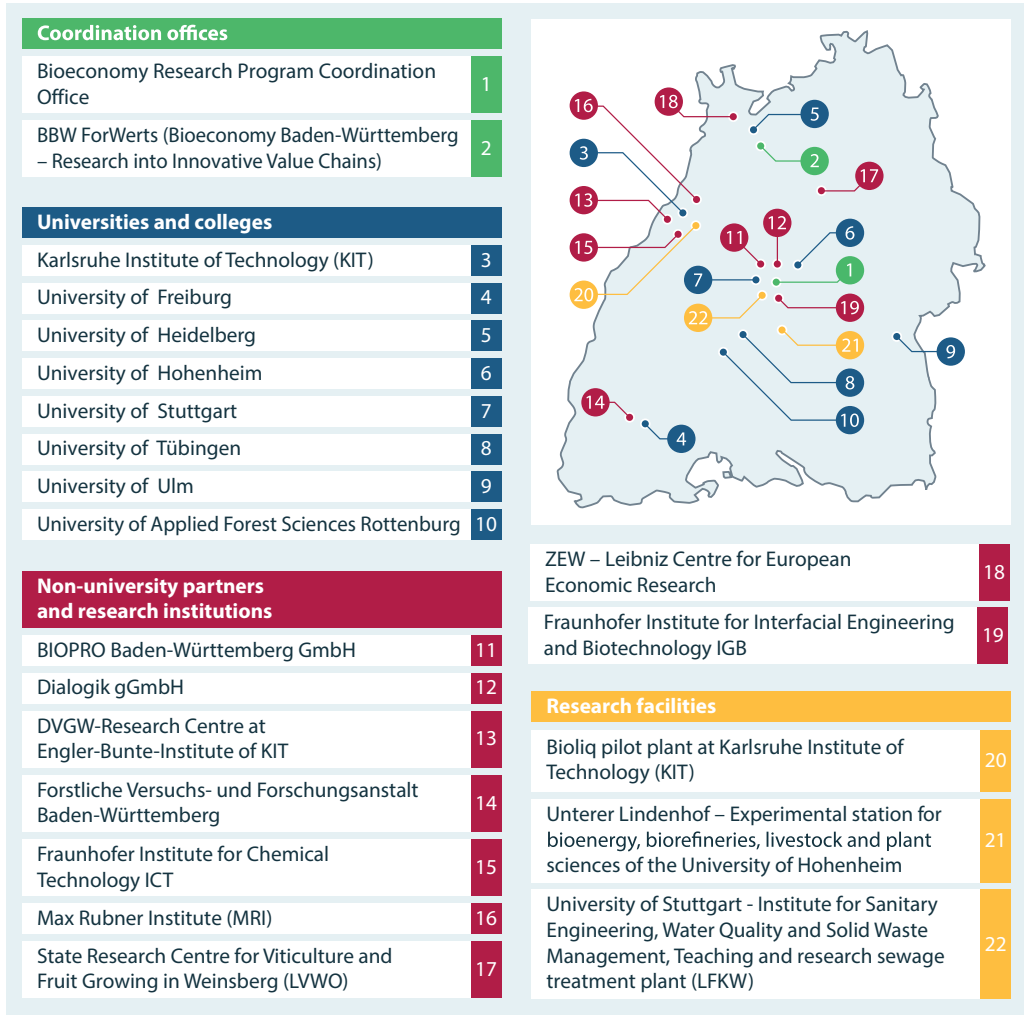 Coordination offices
Bioeconomy Research Program Coordination
Office
1
BBW ForWerts (Bioeconomy Baden-Württemberg
– Research into Innovative Value Chains)
2
Universities and colleges
Karlsruhe Institute of Technology (KIT) 3
University of Freiburg 4
University of Heidelberg 5
University of Hohenheim 6
University of Stuttgart 7
University of Tübingen 8
University of Ulm 9
University of Applied Forest Sciences Rottenburg 10
Non-university partners
and research institutions
BIOPRO Baden-Württemberg GmbH 11
Dialogik gGmbH 12
DVGW-Research Centre at
Engler-Bunte-Institute of KIT
13
Forstliche Versuchs- und Forschungsanstalt
Baden-Württemberg
14
Fraunhofer Institute for Chemical
Technology ICT
15
Max Rubner Institute (MRI) 16
State Research Centre for Viticulture and
Fruit Growing in Weinsberg (LVWO)
17
16
18
5
3
2
17
13
12
6
11
15
1
7
20
19
22
21
9
8
14
10
4
ZEW – Leibniz Centre for European
Economic Research
18
Fraunhofer Institute for Interfacial Engineering
and Biotechnology IGB
19
Research facilities
Bioliq pilot plant at Karlsruhe Institute of
Technology (KIT)
20
Unterer Lindenhof – Experimental station for
bioenergy, biorefineries, livestock and plant
sciences of the University of Hohenheim
21
University of Stuttgart - Institute for Sanitary
Engineering, Water Quality and Solid Waste
Management, Teaching and research sewage
treatment plant (LFKW)
22